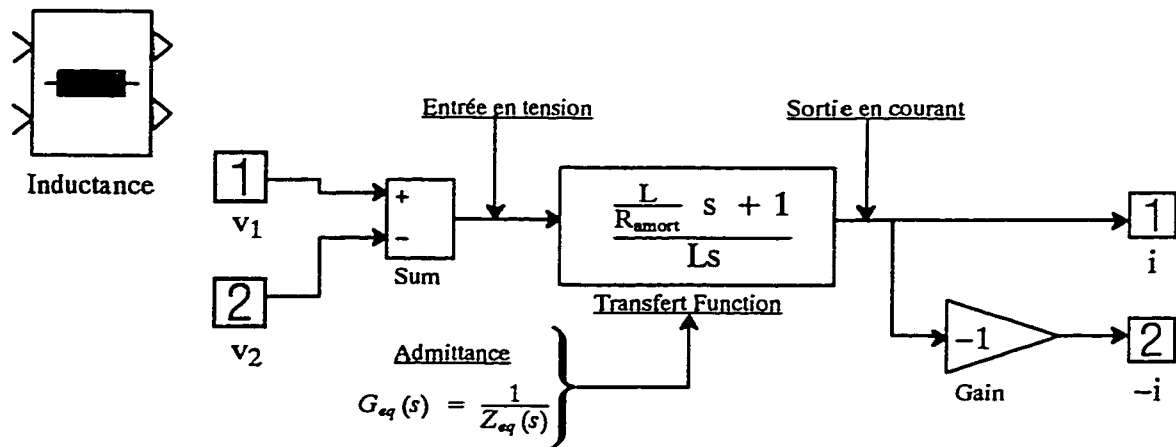 Inductance
Entrée en tension
Sortie en courant
1
v1
2
v2
+
−
Sum
L
Ramort s + 1
Ls
Transfert Function
Admittance
Geq(s) = 1
Zeq(s)
−1
Gain
1
i
2
−i